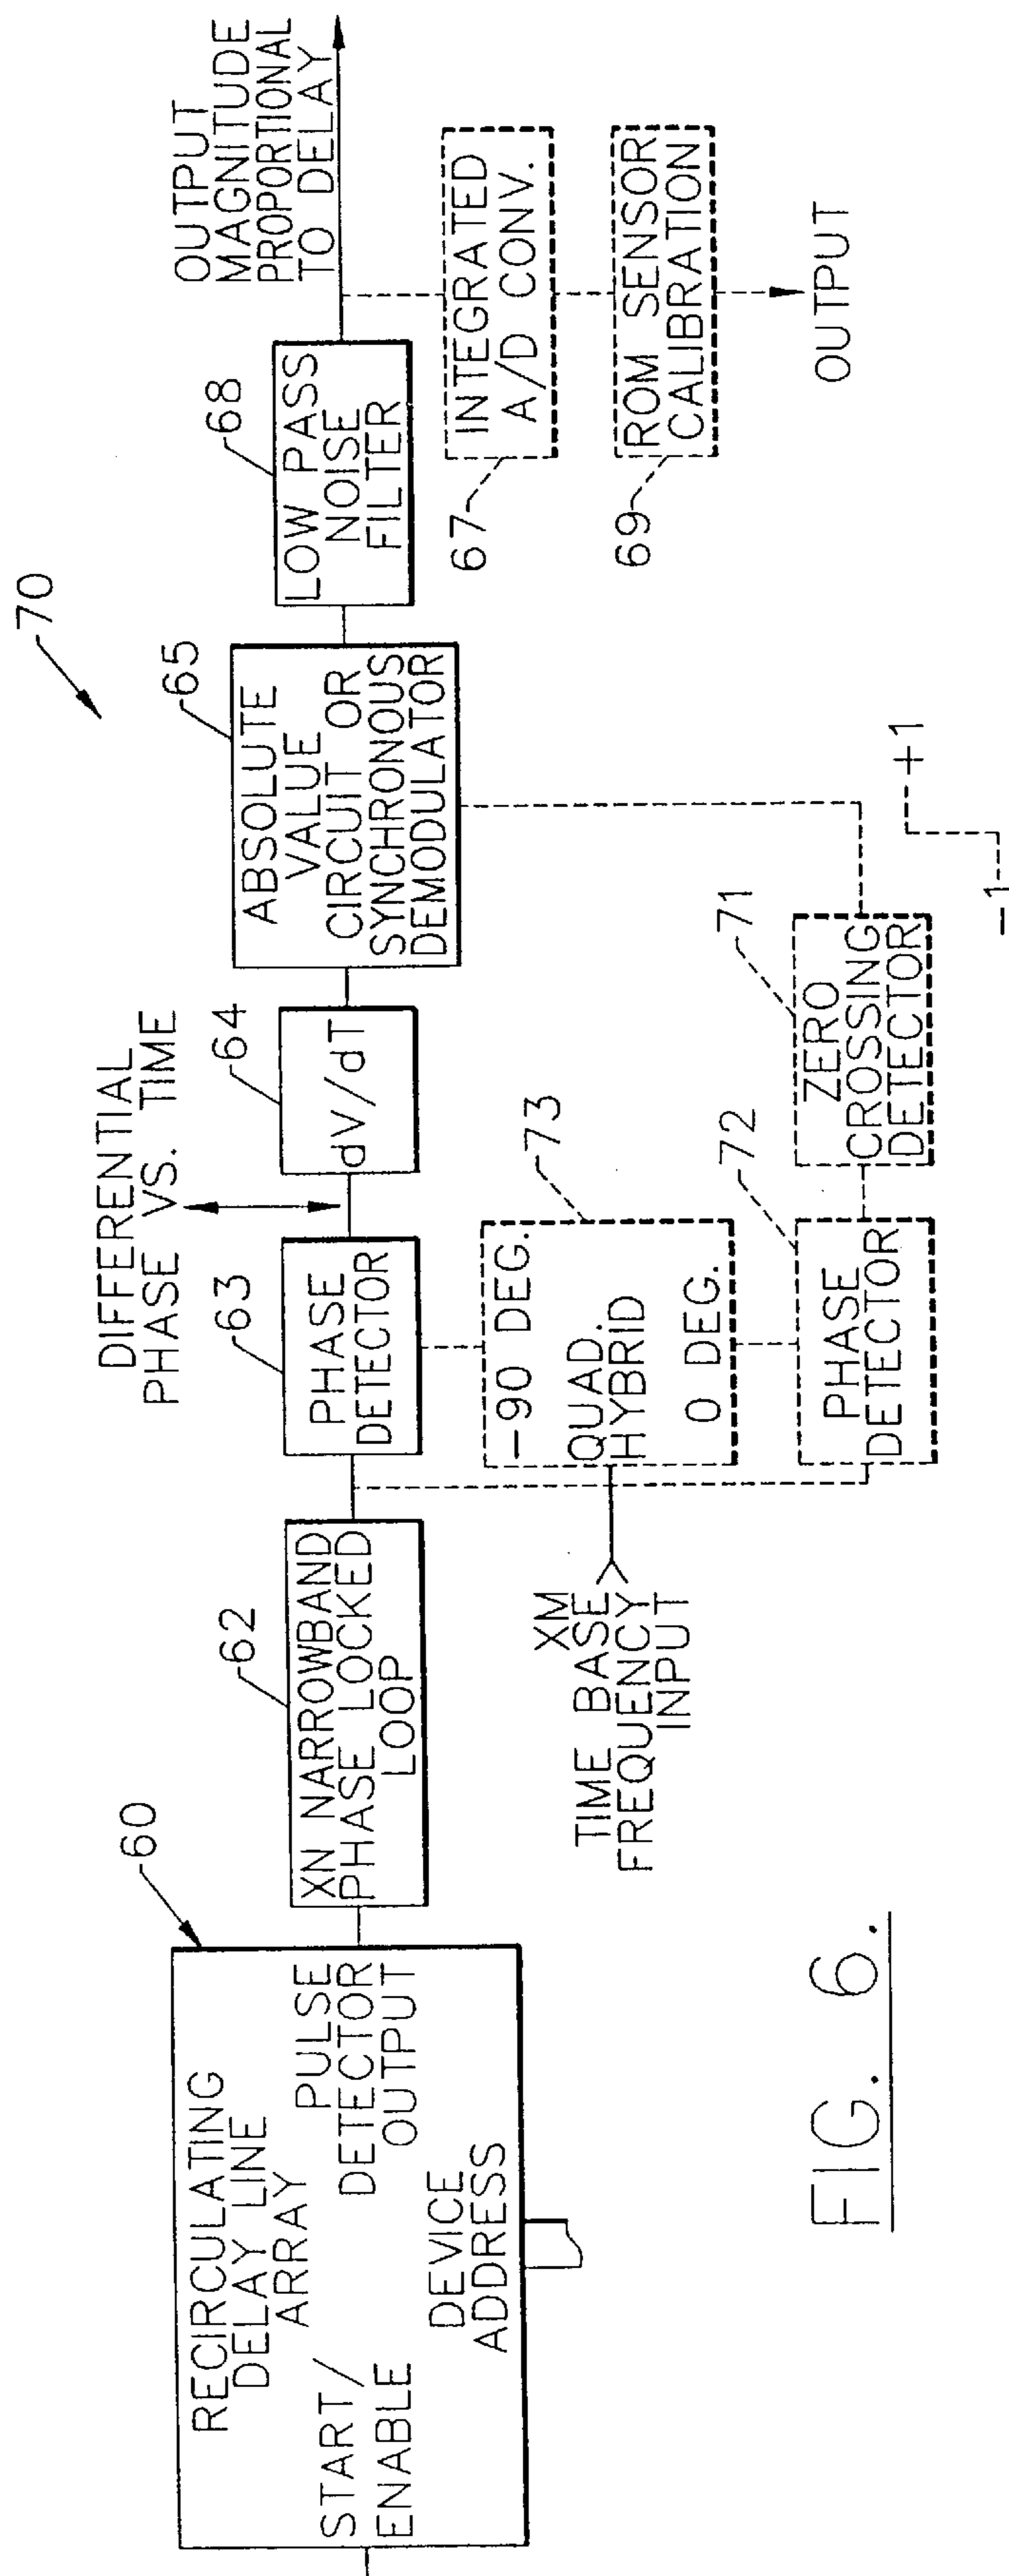 70
60
RECIRCULATING
DELAY LINE
ARRAY
START/
ENABLE
PULSE
DETECTOR
OUTPUT
DEVICE
ADDRESS
62
XN NARROWBAND
PHASE LOCKED
LOOP
XM
TIME BASE
FREQUENCY
INPUT
DIFFERENTIAL
PHASE VS. TIME
63
PHASE
DETECTOR
73
-90 DEG.
QUAD.
HYBRID
0 DEG.
72
PHASE
DETECTOR
64
dV/dT
71
ZERO
CROSSING
DETECTOR
-1
+1
65
ABSOLUTE
VALUE
CIRCUIT OR
SYNCHRONOUS
DEMODULATOR
68
LOW PASS
NOISE
FILTER
OUTPUT
MAGNITUDE
PROPORTIONAL
TO DELAY
67
INTEGRATED
A/D CONV.
69
ROM SENSOR
CALIBRATION
OUTPUT
FIG. 6.